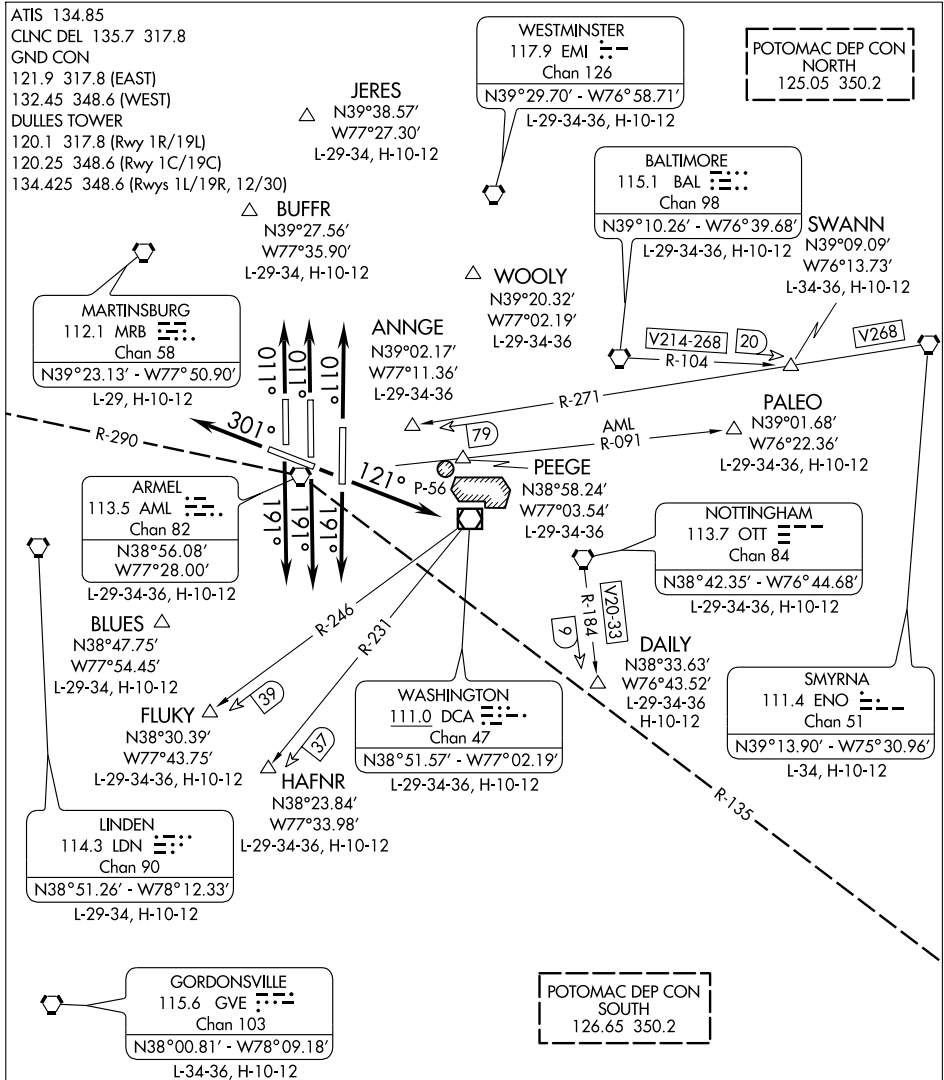 ATIS 134.85
CLNC DEL 135.7 317.8
GND CON
121.9 317.8 (EAST)
132.45 348.6 (WEST)
DULLES TOWER
120.1 317.8 (Rwy 1R/19L)
120.25 348.6 (Rwy 1C/19C)
134.425 348.6 (Rwys 1L/19R, 12/30)
JERES
N39°38.57'
W77°27.30'
L-29-34, H-10-12
WESTMINSTER
117.9 EMI
Chan 126
N39°29.70' - W76°58.71'
L-29-34-36, H-10-12
POTOMAC DEP CON
NORTH
125.05 350.2
BUFFR
N39°27.56'
W77°35.90'
L-29-34, H-10-12
BALTIMORE
115.1 BAL
Chan 98
N39°10.26' - W76°39.68'
L-29-34-36, H-10-12
SWANN
N39°09.09'
W76°13.73'
L-34-36, H-10-12
WOOLY
N39°20.32'
W77°02.19'
L-29-34-36
MARTINSBURG
112.1 MRB
Chan 58
N39°23.13' - W77°50.90'
L-29, H-10-12
ANNGE
N39°02.17'
W77°11.36'
L-29-34-36
V214-268
20
R-104
V268
R-271
79
AML
R-091
PALEO
N39°01.68'
W76°22.36'
L-29-34-36, H-10-12
011°
011°
011°
301°
121°
191°
191°
191°
R-290
P-56
PEEGE
N38°58.24'
W77°03.54'
L-29-34-36
ARMEL
113.5 AML
Chan 82
N38°56.08'
W77°28.00'
L-29-34-36, H-10-12
NOTTINGHAM
113.7 OTT
Chan 84
N38°42.35' - W76°44.68'
L-29-34-36, H-10-12
BLUES
N38°47.75'
W77°54.45'
L-29-34, H-10-12
R-246
R-231
V20-33
R-184
9
DAILY
N38°33.63'
W76°43.52'
L-29-34-36
H-10-12
FLUKY
N38°30.39'
W77°43.75'
L-29-34-36, H-10-12
39
37
WASHINGTON
111.0 DCA
Chan 47
N38°51.57' - W77°02.19'
L-29-34-36, H-10-12
SMYRNA
111.4 ENO
Chan 51
N39°13.90' - W75°30.96'
L-34, H-10-12
HAFNR
N38°23.84'
W77°33.98'
L-29-34-36, H-10-12
R-135
LINDEN
114.3 LDN
Chan 90
N38°51.26' - W78°12.33'
L-29-34, H-10-12
GORDONSVILLE
115.6 GVE
Chan 103
N38°00.81' - W78°09.18'
L-34-36, H-10-12
POTOMAC DEP CON
SOUTH
126.65 350.2